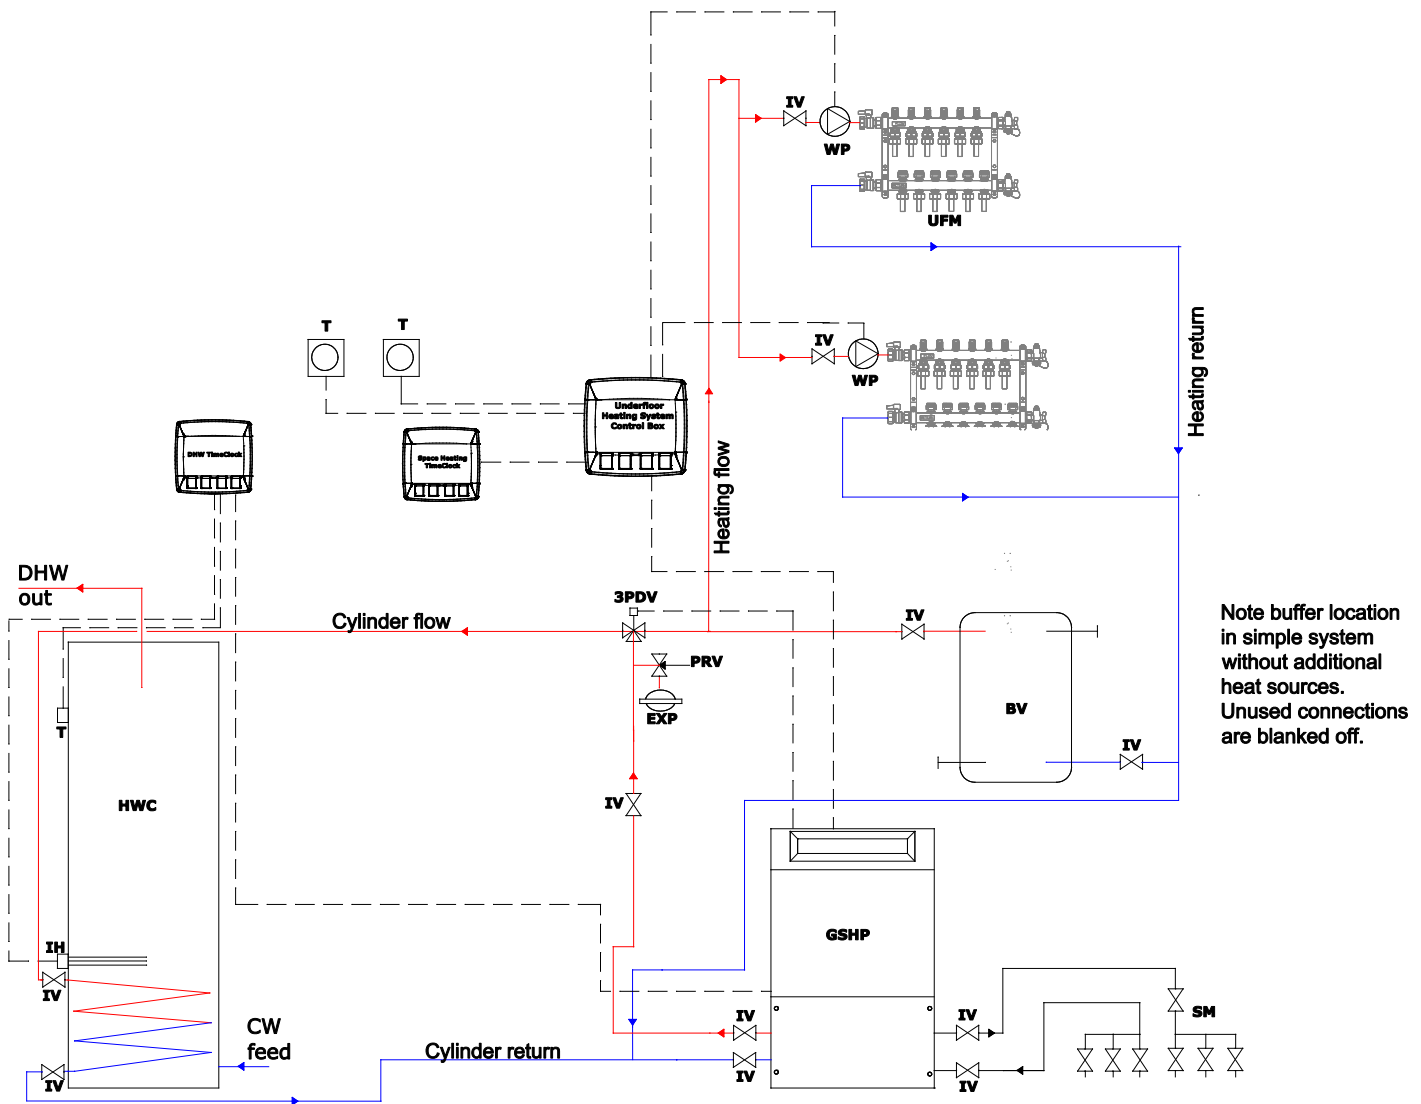 IV
WP
UFM
T
T
IV
WP
Underfloor
Heating System
Control Box
DHW TimeClock
Space Heating
TimeClock
Heating flow
Heating return
DHW
out
Cylinder flow
3PDV
IV
PRV
EXP
T
BV
IV
Note buffer location
in simple system
without additional
heat sources.
Unused connections
are blanked off.
HWC
IV
GSHP
IH
IV
CW
feed
Cylinder return
IV
IV
IV
IV
SM
IV